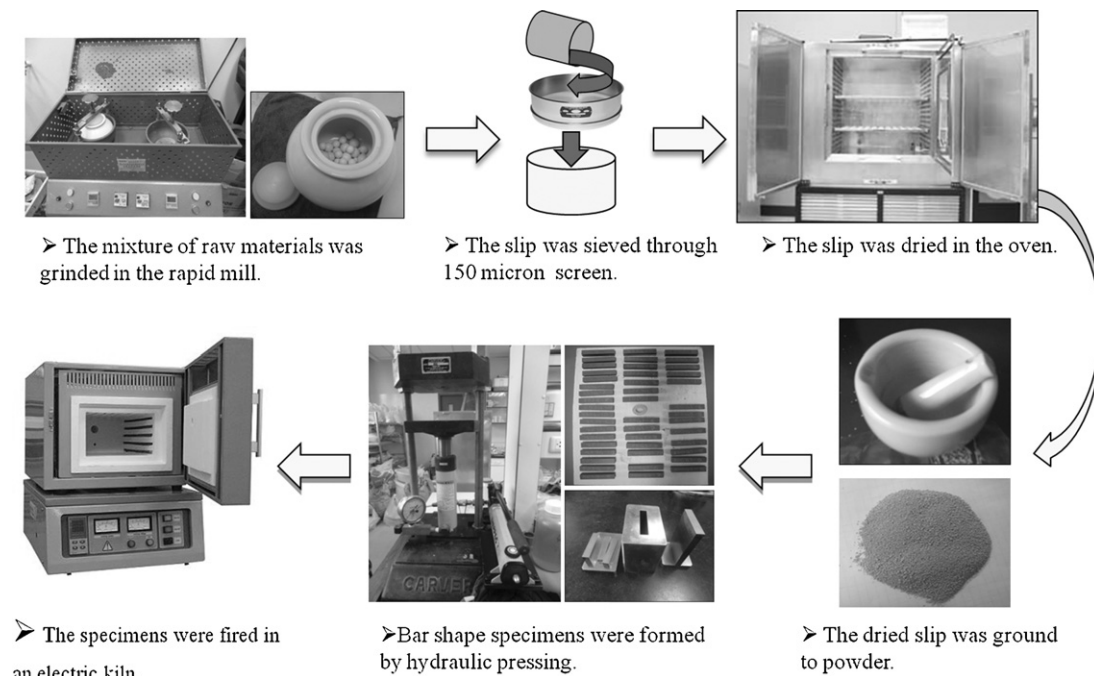 ➢ The mixture of raw materials was
grinded in the rapid mill.
➢ The slip was sieved through
150 micron  screen.
➢ The slip was dried in the oven.
➢ The specimens were fired in
an electric kiln
CARVER
➢Bar shape specimens were formed
by hydraulic pressing.
➢ The dried slip was ground
to powder.